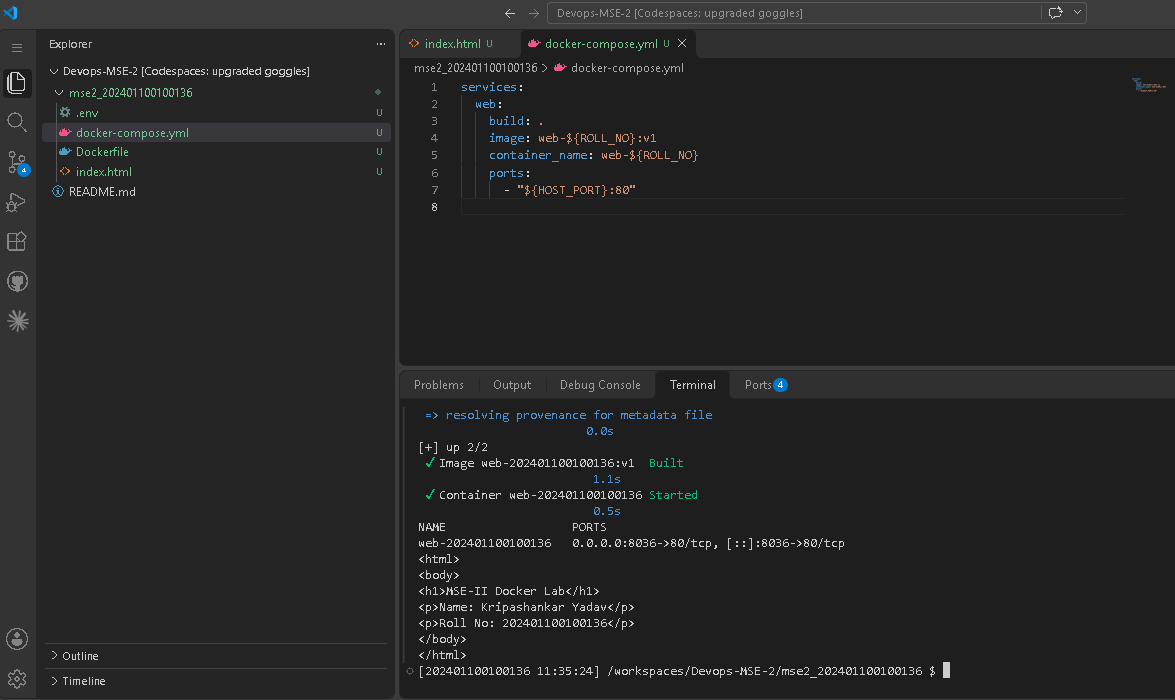 Devops-MSE-2 [Codespaces: upgraded goggles]
Explorer
Devops-MSE-2 [Codespaces: upgraded goggles]
mse2_202401100100136
.env U
docker-compose.yml U
Dockerfile U
index.html U
README.md
4
Outline
Timeline
index.html U
docker-compose.yml U
mse2_202401100100136 > docker-compose.yml
1 services:
2 web:
3 build: .
4 image: web-${ROLL_NO}:v1
5 container_name: web-${ROLL_NO}
6 ports:
7 - "${HOST_PORT}:80"
8
Problems Output Debug Console Terminal Ports 4
=> resolving provenance for metadata file
0.0s
[+] up 2/2
✓ Image web-202401100100136:v1 Built
1.1s
✓ Container web-202401100100136 Started
0.5s
NAME PORTS
web-202401100100136 0.0.0.0:8036->80/tcp, [::]:8036->80/tcp
<html>
<body>
<h1>MSE-II Docker Lab</h1>
<p>Name: Kripashankar Yadav</p>
<p>Roll No: 202401100100136</p>
</body>
</html>
[202401100100136 11:35:24] /workspaces/Devops-MSE-2/mse2_202401100100136 $